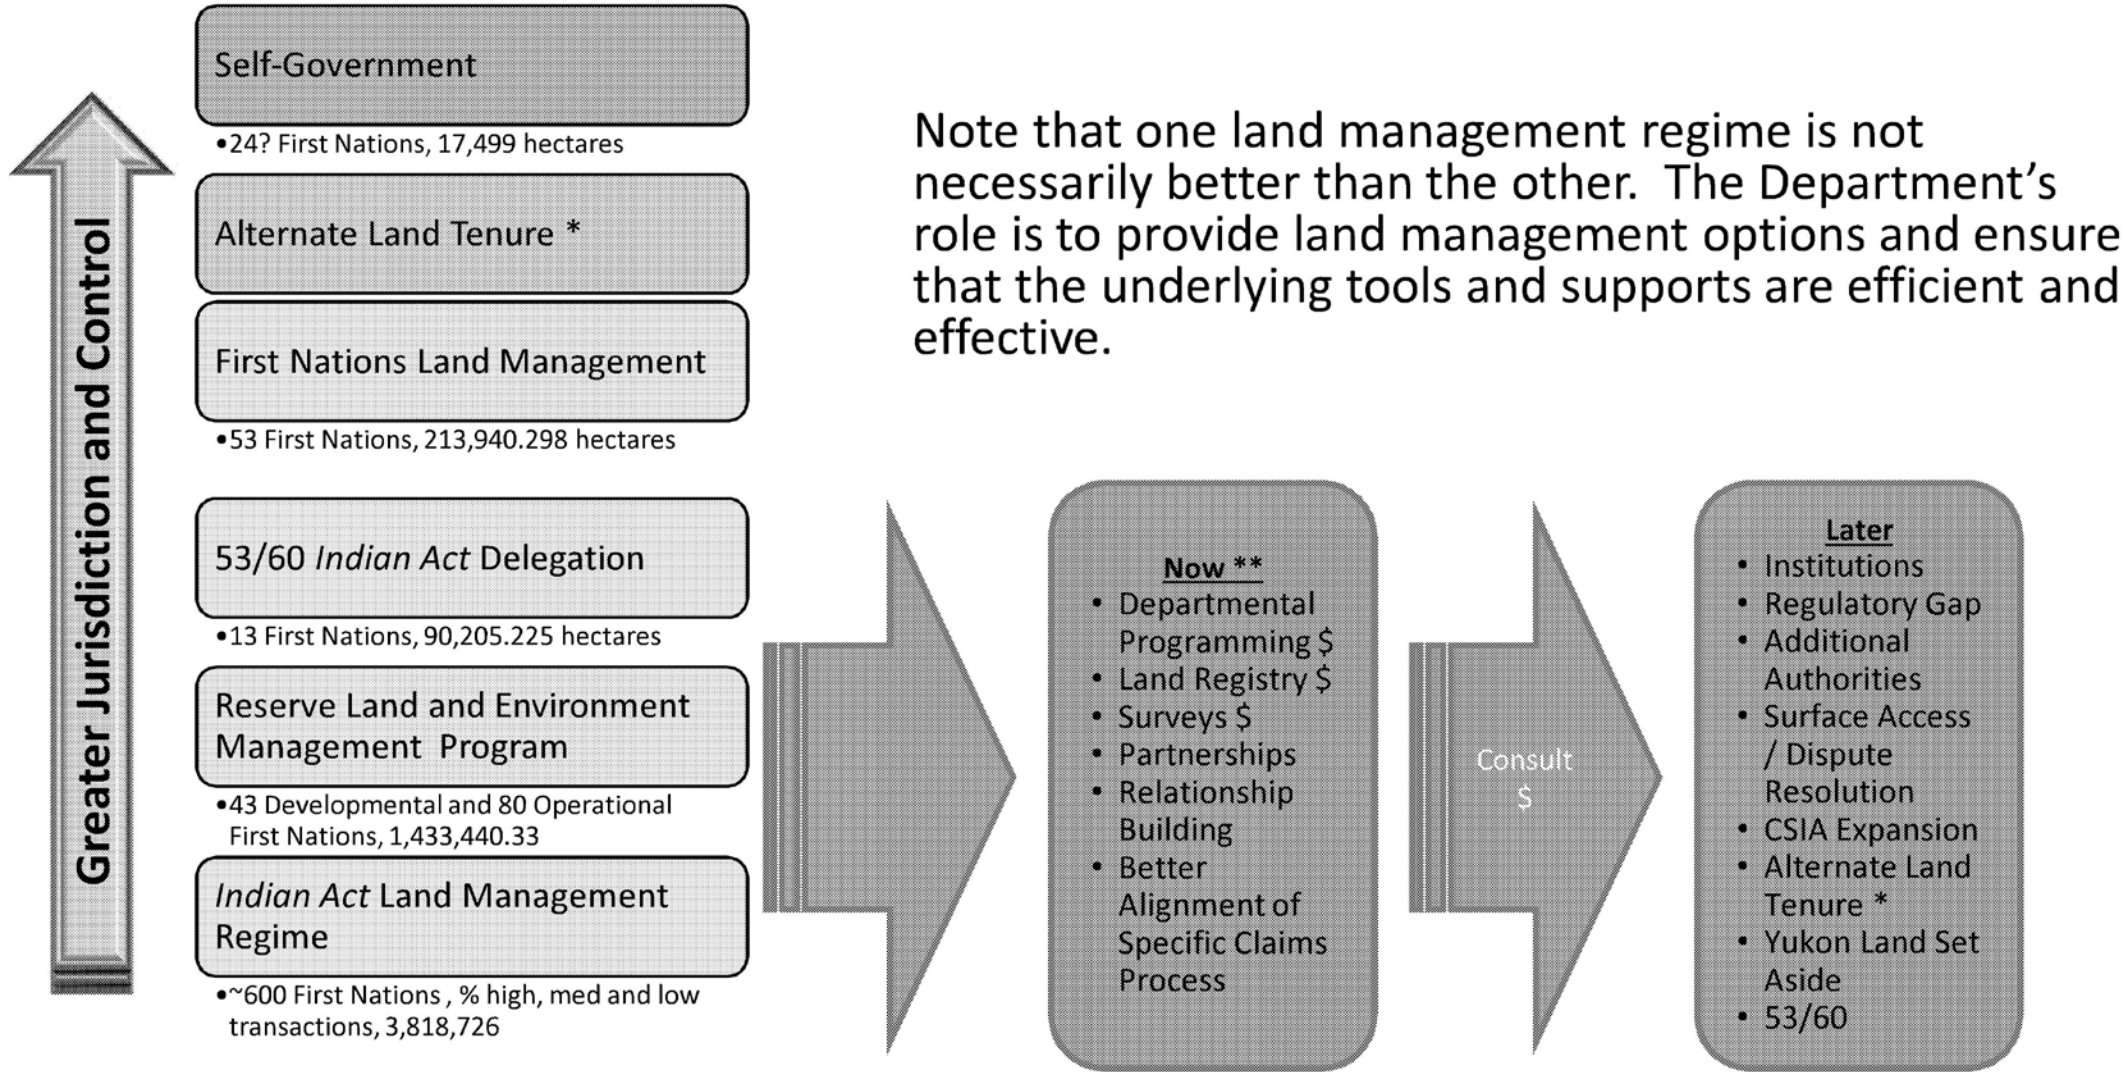 Greater Jurisdiction and Control
Self-Government
•24? First Nations, 17,499 hectares
Alternate Land Tenure *
First Nations Land Management
•53 First Nations, 213,940.298 hectares
53/60 Indian Act Delegation
•13 First Nations, 90,205.225 hectares
Reserve Land and Environment
Management Program
•43 Developmental and 80 Operational
First Nations, 1,433,440.33
Indian Act Land Management
Regime
•~600 First Nations , % high, med and low
transactions, 3,818,726
Note that one land management regime is not
necessarily better than the other. The Department’s
role is to provide land management options and ensure
that the underlying tools and supports are efficient and
effective.
Now **
• Departmental
Programming $
• Land Registry $
• Surveys $
• Partnerships
• Relationship
Building
• Better
Alignment of
Specific Claims
Process
Consult
$
Later
• Institutions
• Regulatory Gap
• Additional
Authorities
• Surface Access
/ Dispute
Resolution
• CSIA Expansion
• Alternate Land
Tenure *
• Yukon Land Set
Aside
• 53/60